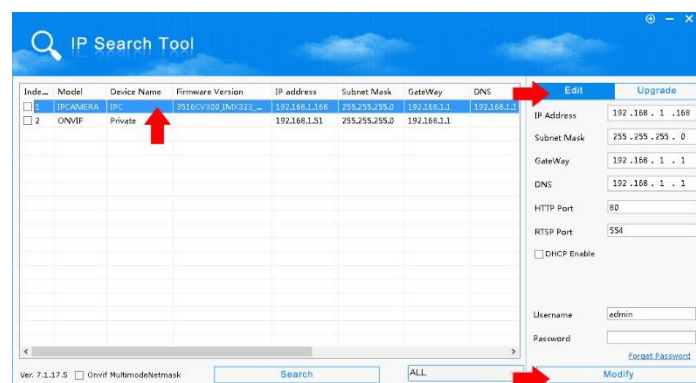 IP Search Tool
Inde... Model Device Name Firmware Version IP address Subnet Mask GateWay DNS
1 IPCAMERA IPC 3516CV300_IMX323_... 192.168.1.168 255.255.255.0 192.168.1.1 192.168.1.1
2 ONVIF Private 192.168.1.51 255.255.255.0 192.168.1.1
Edit Upgrade
IP Address 192 .168 . 1 .168
Subnet Mask 255 .255 .255 . 0
GateWay 192 .168 . 1 . 1
DNS 192 .168 . 1 . 1
HTTP Port 80
RTSP Port 554
DHCP Enable
Username admin
Password
Forget Password
Ver. 7.1.17.5 Onvif MultimodeNetmask Search ALL Modify